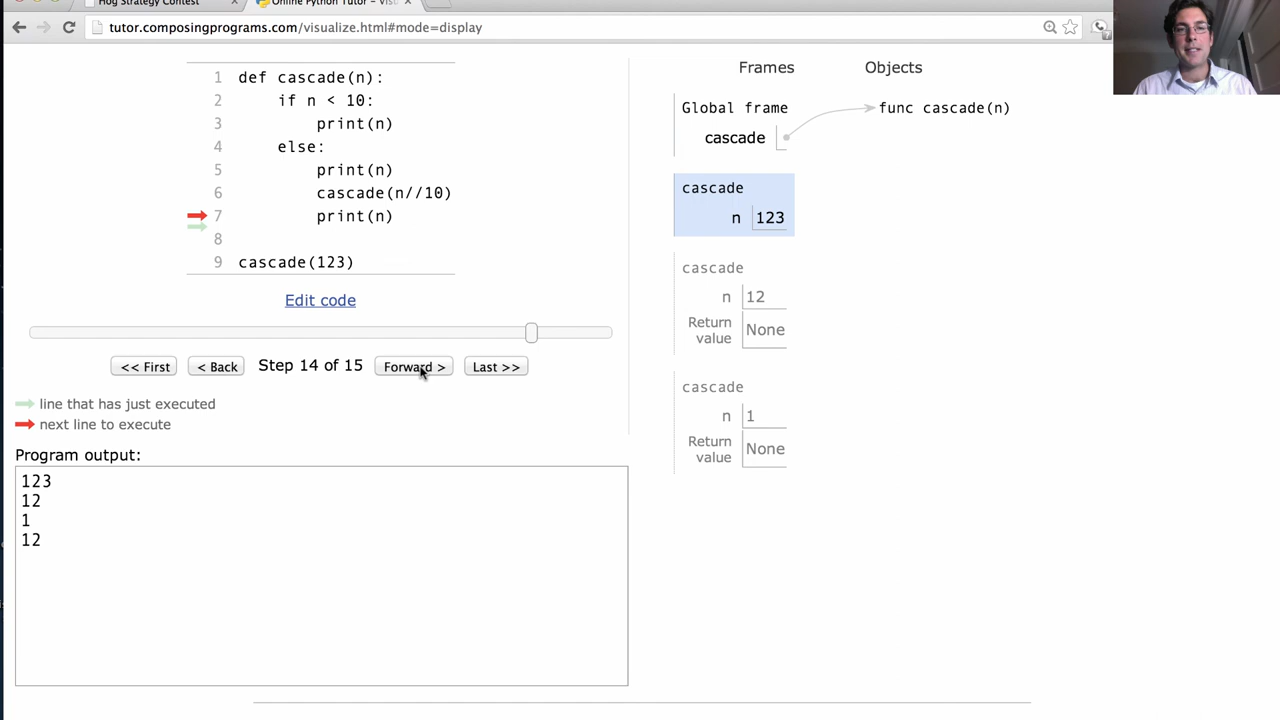 Hog Strategy Contest
Online Python Tutor – Visu
tutor.composingprograms.com/visualize.html#mode=display
1 def cascade(n):
2 if n < 10:
3 print(n)
4 else:
5 print(n)
6 cascade(n//10)
7 print(n)
8
9 cascade(123)
Edit code
<< First
< Back
Step 14 of 15
Forward >
Last >>
line that has just executed
next line to execute
Program output:
123
12
1
12
Frames
Objects
Global frame
cascade
func cascade(n)
cascade
n 123
cascade
n 12
Return
value
None
cascade
n 1
Return
value
None